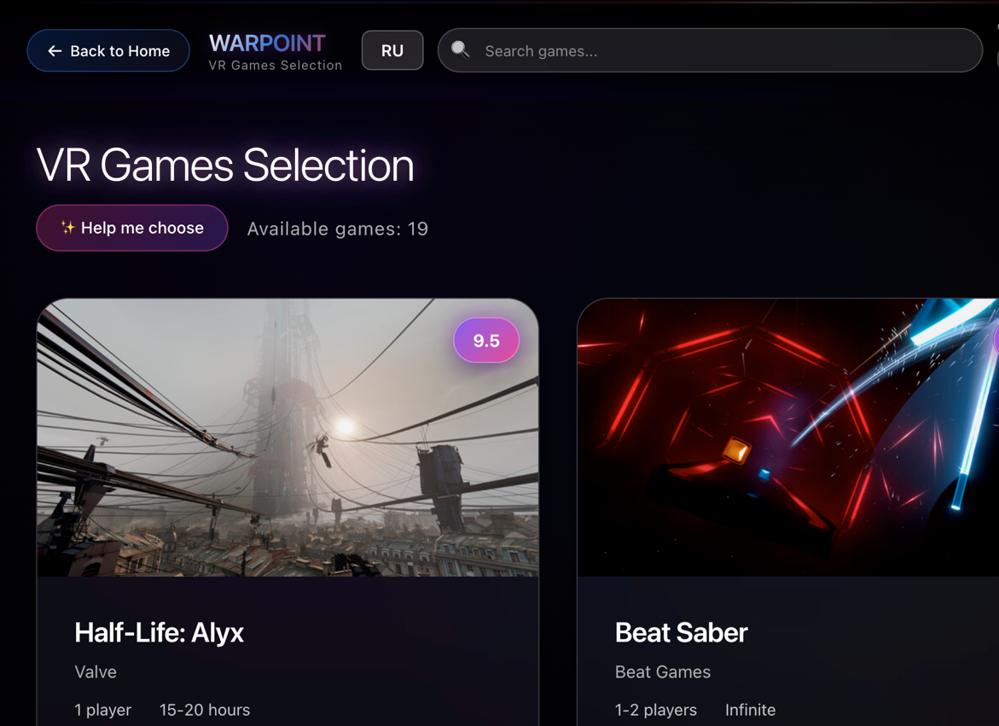 ← Back to Home
WARPOINT
VR Games Selection
RU
Search games...
VR Games Selection
✨ Help me choose
Available games: 19
9.5
Half-Life: Alyx
Valve
1 player 15-20 hours
Beat Saber
Beat Games
1-2 players Infinite